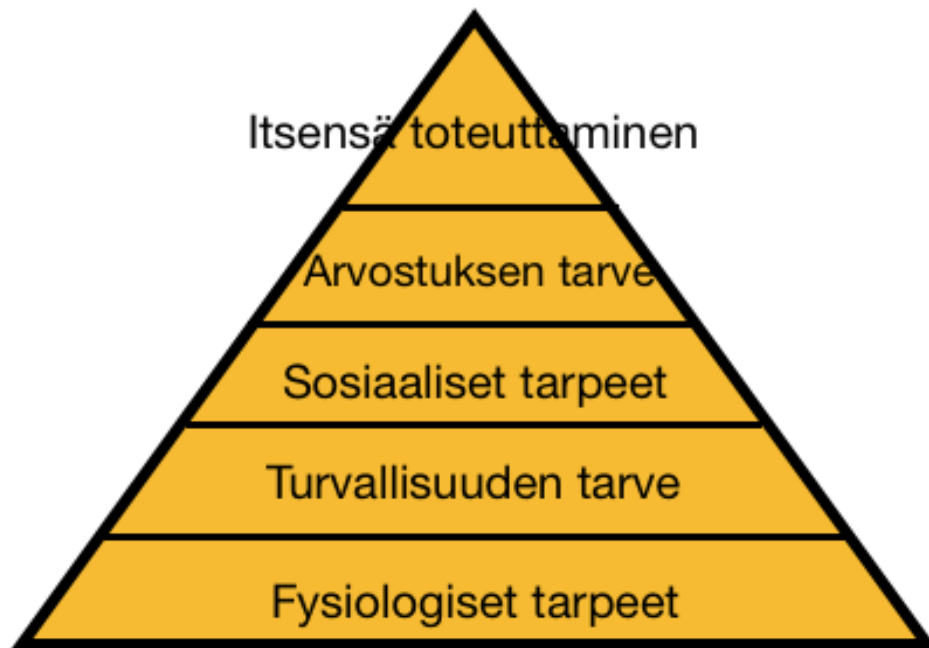 Itsensä toteuttaminen
Arvostuksen tarve
Sosiaaliset tarpeet
Turvallisuuden tarve
Fysiologiset tarpeet